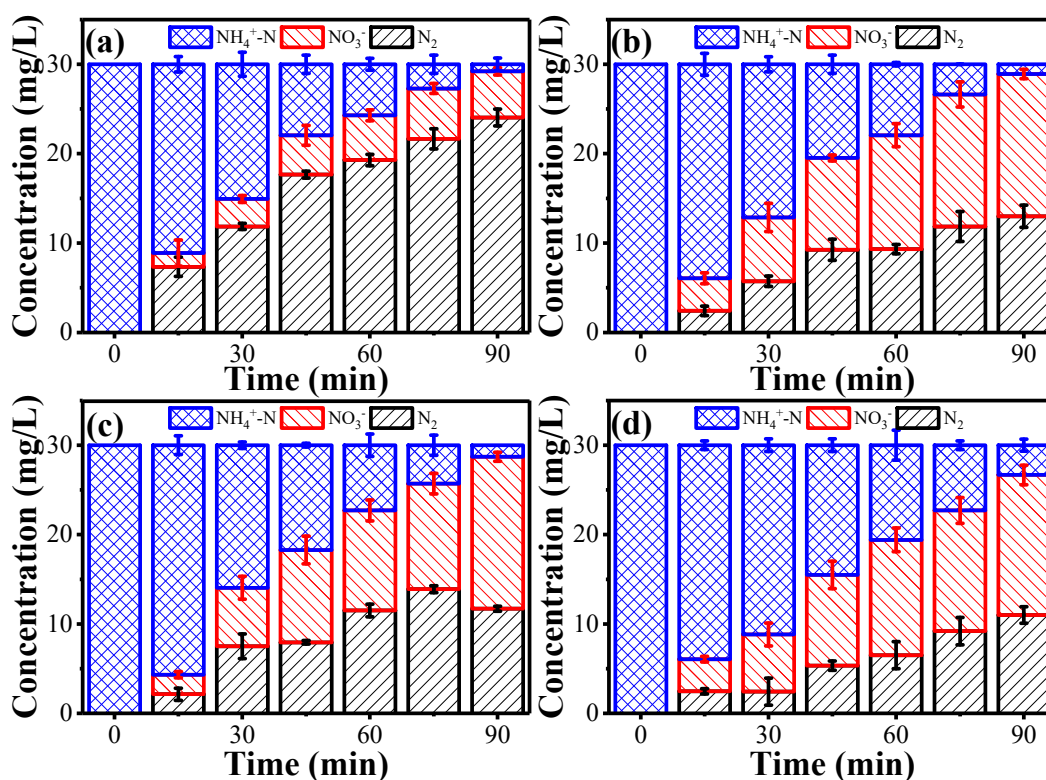 (a) NH₄⁺-N NO₃⁻ N₂
Concentration (mg/L)
30
20
10
0
0 30 60 90
Time (min)
(b) NH₄⁺-N NO₃⁻ N₂
Concentration (mg/L)
30
20
10
0
0 30 60 90
Time (min)
(c) NH₄⁺-N NO₃⁻ N₂
Concentration (mg/L)
30
20
10
0
0 30 60 90
Time (min)
(d) NH₄⁺-N NO₃⁻ N₂
Concentration (mg/L)
30
20
10
0
0 30 60 90
Time (min)